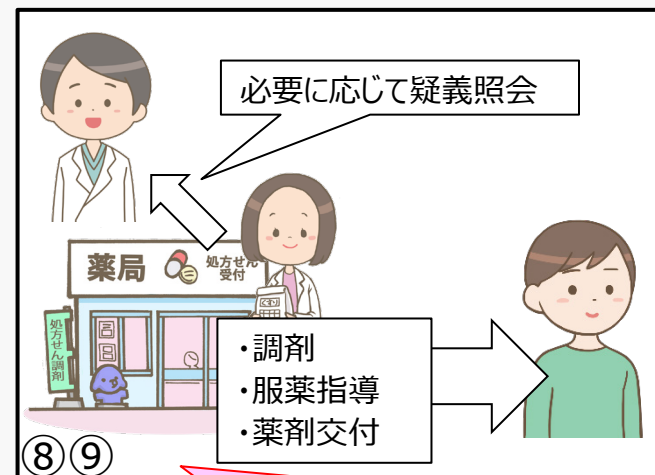 必要に応じて疑義照会
薬局
処方せん
受付
処方せん調剤
・調剤
・服薬指導
・薬剤交付
⑧⑨